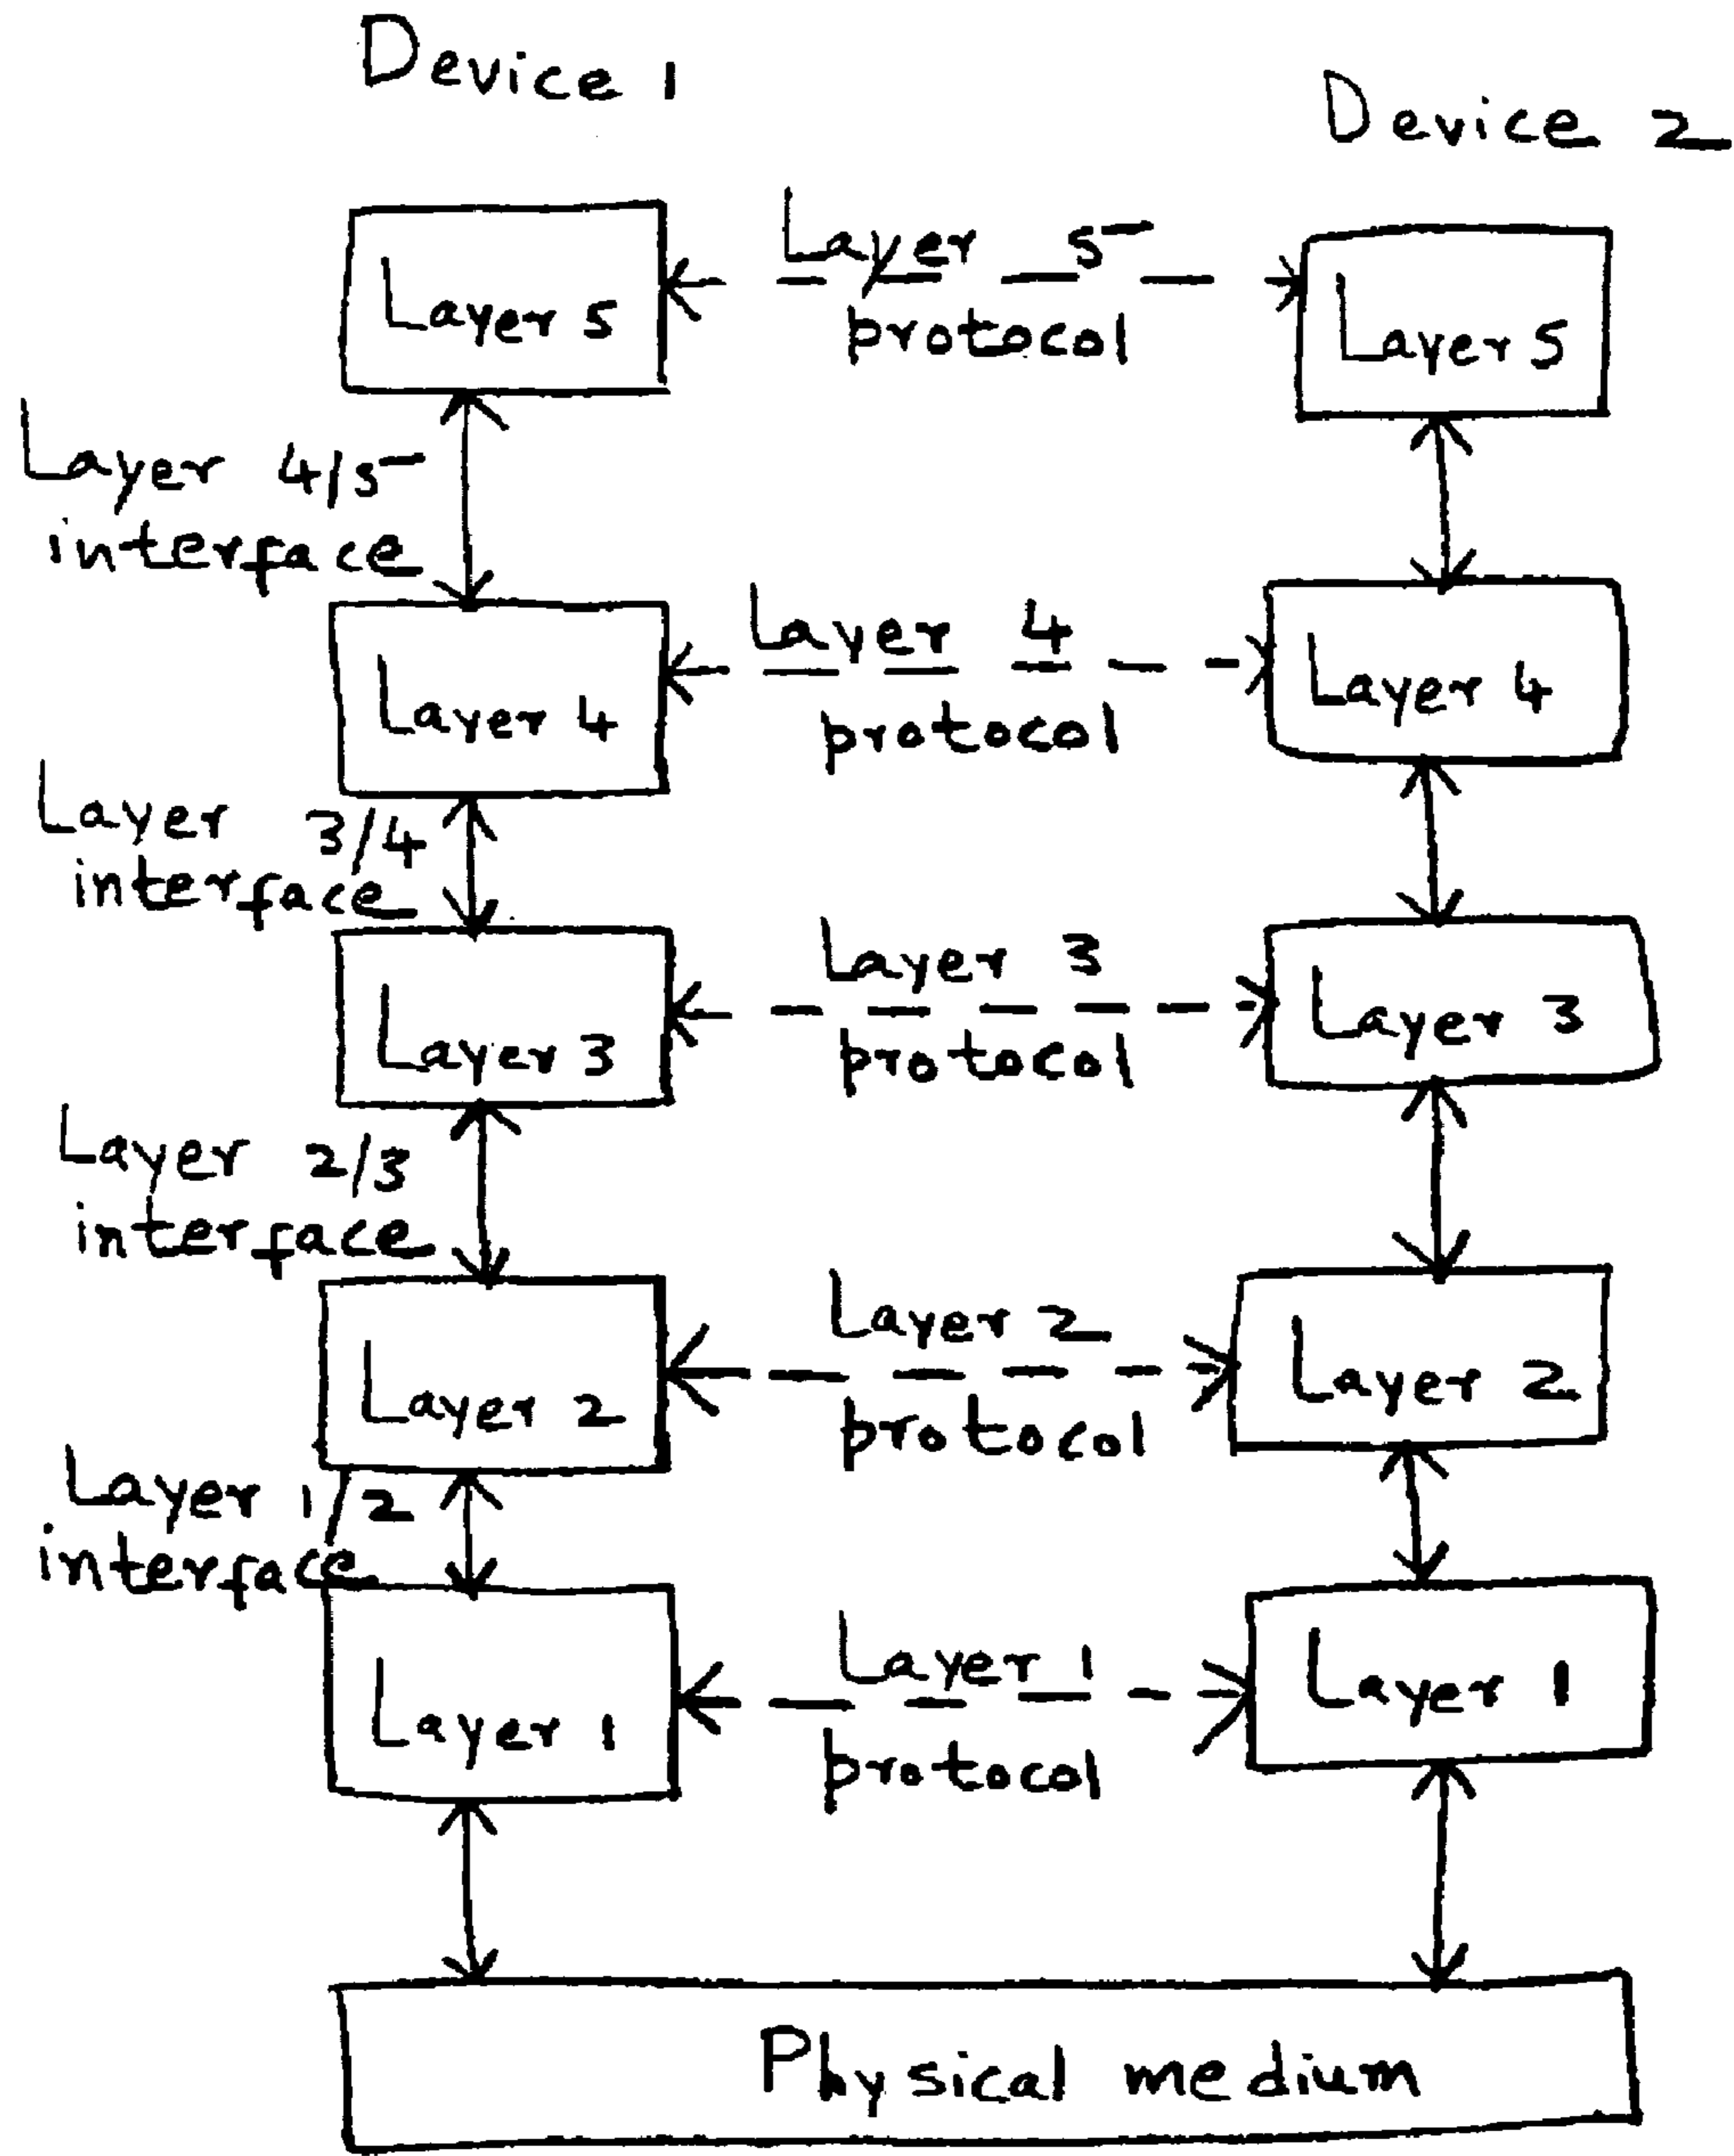 Device 1
Device 2
Layer 5
Layer 5
protocol
Layer 5
Layer 4/5
interface
Layer 4
Layer 4
protocol
Layer 4
Layer 3/4
interface
Layer 3
Layer 3
protocol
Layer 3
Layer 2/3
interface
Layer 2
Layer 2
protocol
Layer 2
Layer 1/2
interface
Layer 1
Layer 1
protocol
Layer 1
Physical medium